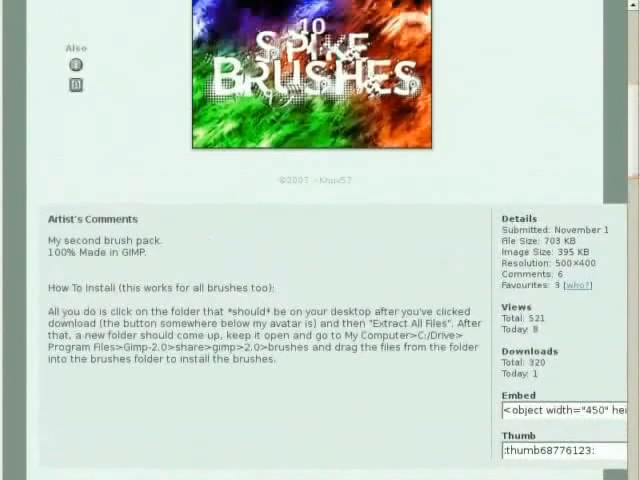 10
SPIKE
BRUSHES
Also
©2007
Artist's Comments
My second brush pack.
100% Made in GIMP.
How To Install (this works for all brushes too):
All you do is click on the folder that *should* be on your desktop after you've clicked
download (the button somewhere below my avatar is) and then "Extract All Files". After
that, a new folder should come up, keep it open and go to My Computer>C:/Drive>
Program Files>Gimp-2.0>share>gimp>2.0>brushes and drag the files from the folder
into the brushes folder to install the brushes.
Details
Submitted: November 1
File Size: 703 KB
Image Size: 395 KB
Resolution: 500×400
Comments: 6
Favourites: 3 [who?]
Views
Total: 521
Today: 8
Downloads
Total: 320
Today: 1
Embed
<object width="450" hei
Thumb
:thumb68776123: